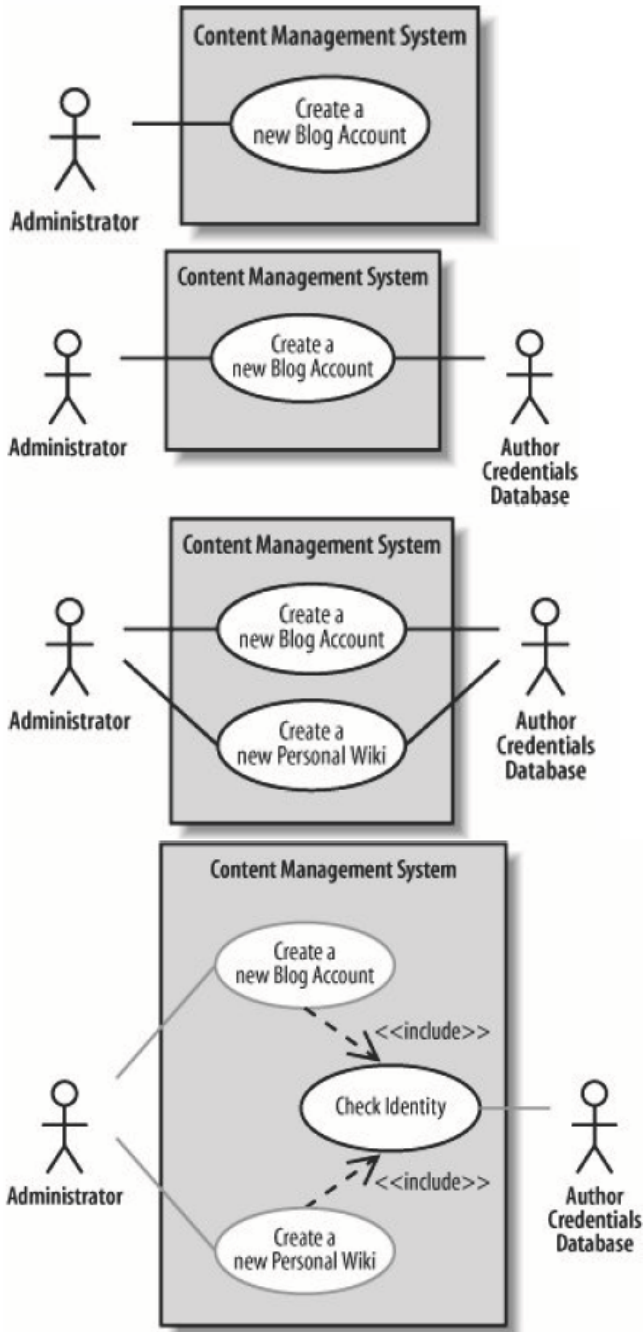 Content Management System
Create a
new Blog Account
Administrator
Content Management System
Create a
new Blog Account
Administrator
Author
Credentials
Database
Content Management System
Create a
new Blog Account
Administrator
Create a
new Personal Wiki
Author
Credentials
Database
Content Management System
Create a
new Blog Account
<<include>>
Check Identity
Administrator
<<include>>
Create a
new Personal Wiki
Author
Credentials
Database